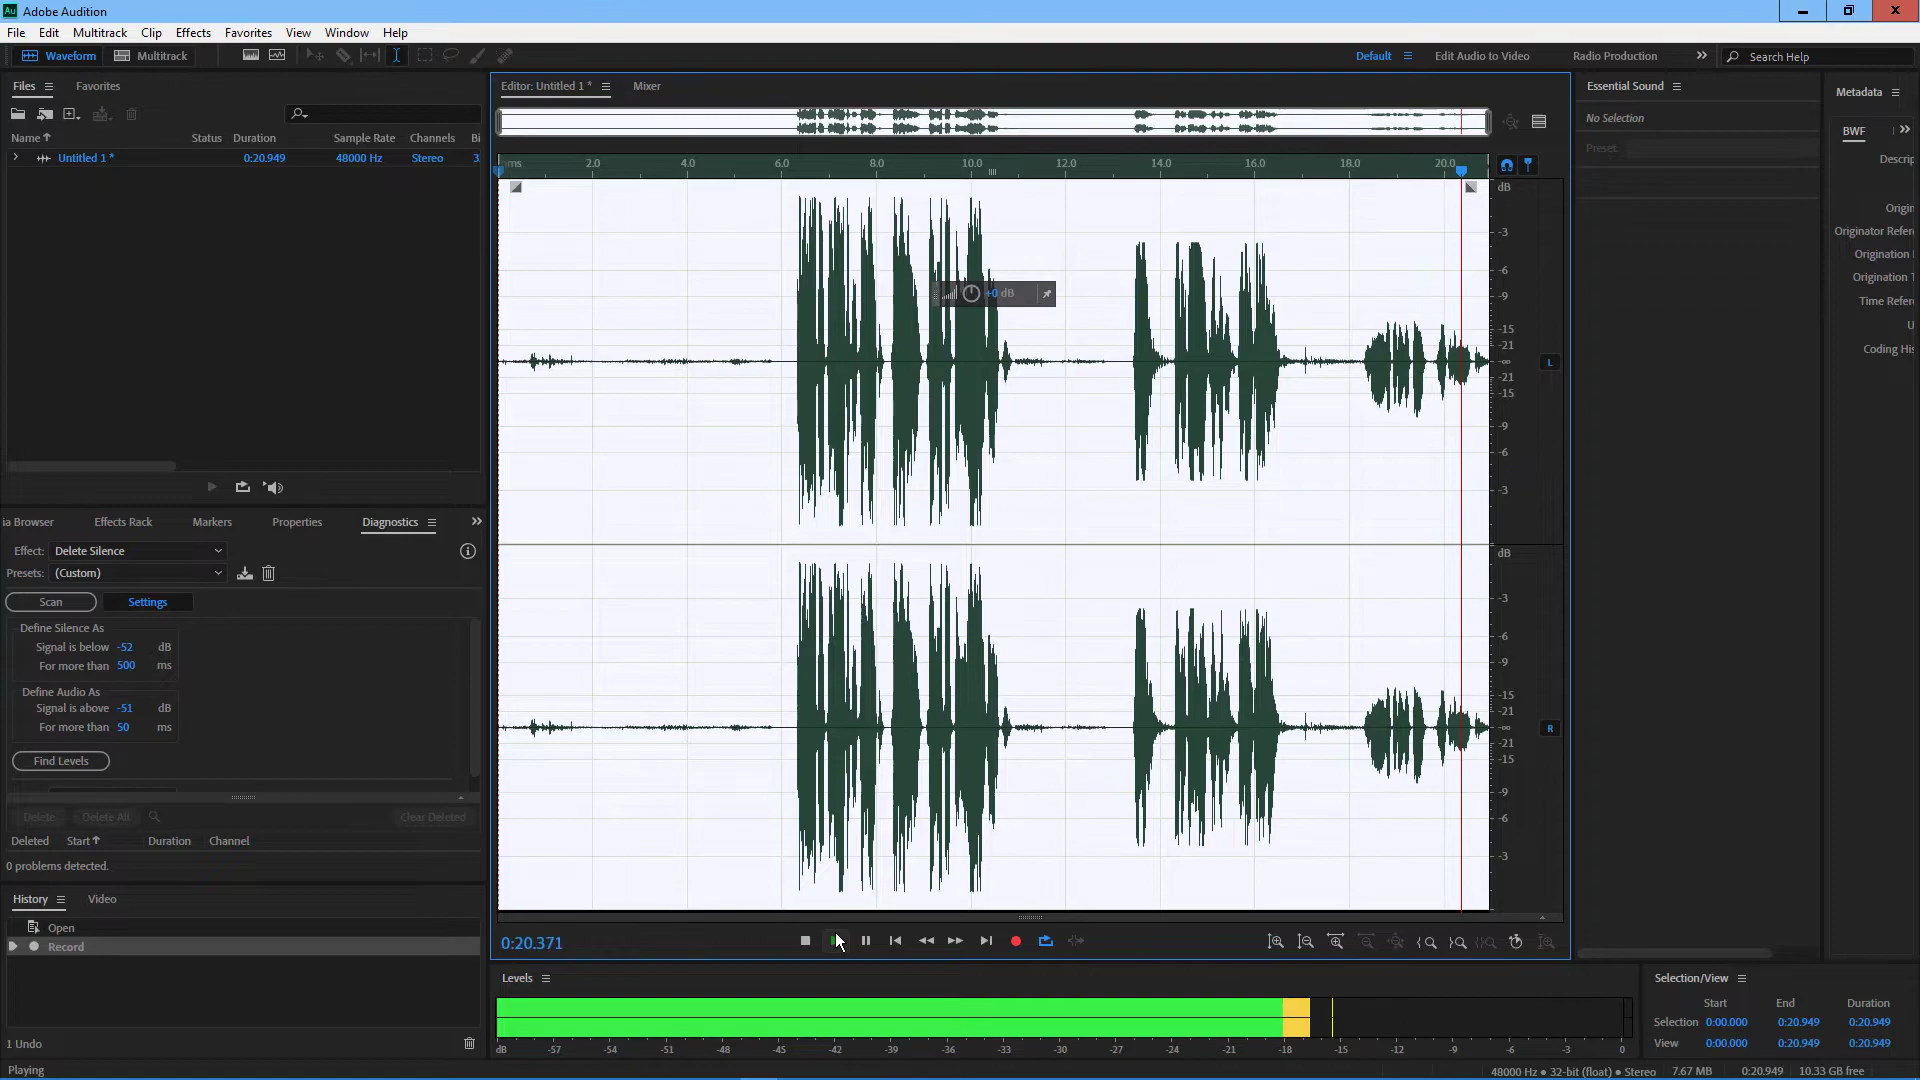 Au Adobe Audition
File Edit Multitrack Clip Effects Favorites View Window Help
Waveform Multitrack Default Edit Audio to Video Radio Production Search Help
Files Favorites
Name Status Duration Sample Rate Channels Bi
Untitled 1 * 0:20.949 48000 Hz Stereo 3
ia Browser Effects Rack Markers Properties Diagnostics
Effect: Delete Silence
Presets: (Custom)
Scan Settings
Define Silence As
Signal is below -52 dB
For more than 500 ms
Define Audio As
Signal is above -51 dB
For more than 50 ms
Find Levels
Delete Delete All Clear Deleted
Deleted Start Duration Channel
0 problems detected.
History Video
Open
Record
1 Undo
Playing
Editor: Untitled 1 * Mixer
hms 2.0 4.0 6.0 8.0 10.0 12.0 14.0 16.0 18.0 20.0
+0 dB
dB
-3
-6
-9
-15
-21
-∞
-21
-15
-9
-6
-3
L
dB
-3
-6
-9
-15
-21
-∞
-21
-15
-9
-6
-3
R
0:20.371
Levels
dB -57 -54 -51 -48 -45 -42 -39 -36 -33 -30 -27 -24 -21 -18 -15 -12 -9 -6 -3 0
Essential Sound
No Selection
Preset:
Metadata
BWF
Descrip
Origin
Originator Refere
Origination
Origination T
Time Refere
U
Coding His
Selection/View
Start End Duration
Selection 0:00.000 0:20.949 0:20.949
View 0:00.000 0:20.949 0:20.949
48000 Hz • 32-bit (float) • Stereo 7.67 MB 0:20.949 10.33 GB free